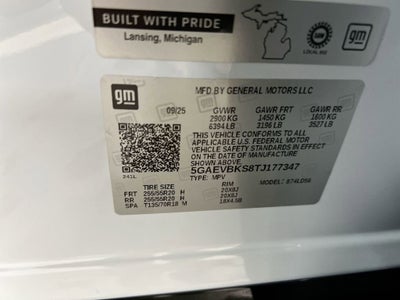 BUILT WITH PRIDE
Lansing, Michigan
LOCAL 602
gm
gm
MFD BY GENERAL MOTORS LLC
09/25 GVWR GAWR FRT GAWR RR
2900 KG 1450 KG 1600 KG
6394 LB 3196 LB 3527 LB
THIS VEHICLE CONFORMS TO ALL
APPLICABLE U.S. FEDERAL MOTOR
VEHICLE SAFETY STANDARDS IN
EFFECT ON THE DATE OF MANUFACTURE
SHOWN ABOVE.
5GAEVBKS8TJ177347
TYPE: MPV MODEL: 874LD56
241L
TIRE SIZE RIM
FRT 255/55R20 H 20X8J
RR 255/55R20 H 20X8J
SPA T135/70R18 M 18X4.5B